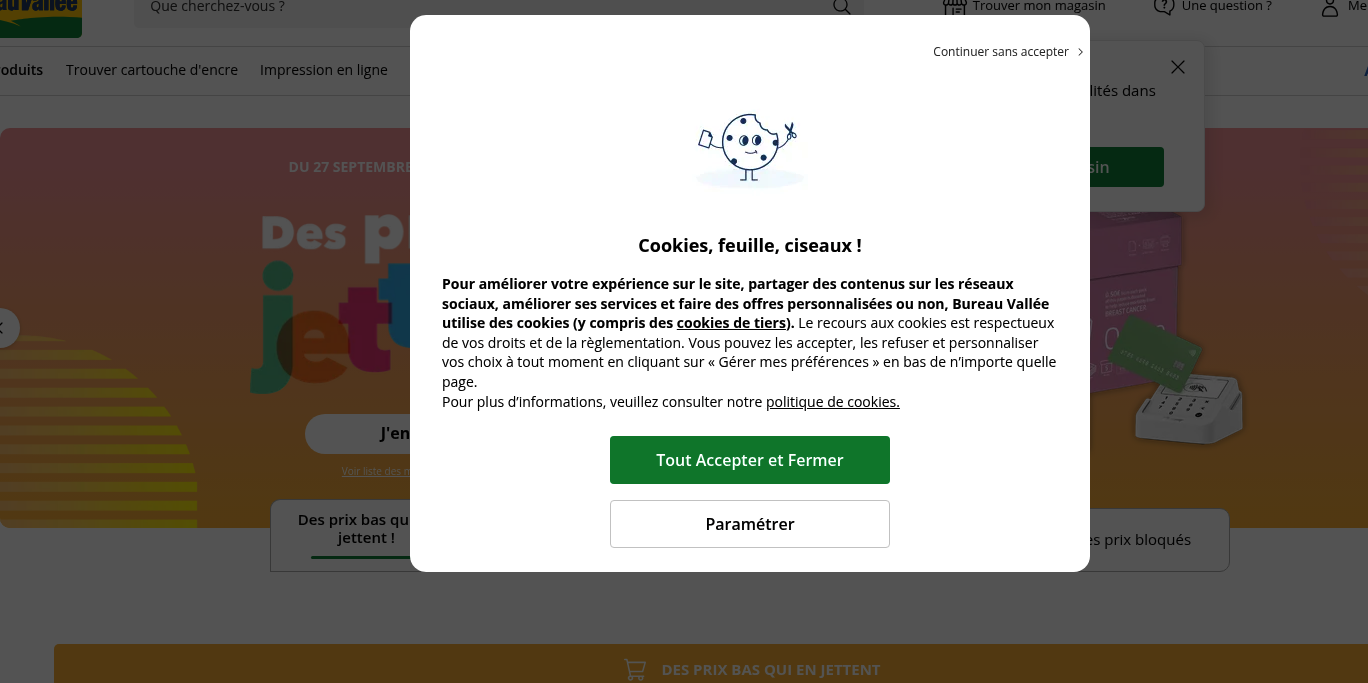 Que cherchez-vous ?
Trouver mon magasin
Une question ?
Continuer sans accepter
Trouver cartouche d'encre
Impression en ligne
DU 27 SEPTEMBRE
Des
jett
Cookies, feuille, ciseaux !
Pour améliorer votre expérience sur le site, partager des contenus sur les réseaux
sociaux, améliorer ses services et faire des offres personnalisées ou non, Bureau Vallée
utilise des cookies (y compris des cookies de tiers). Le recours aux cookies est respectueux
de vos droits et de la règlementation. Vous pouvez les accepter, les refuser et personnaliser
vos choix à tout moment en cliquant sur « Gérer mes préférences » en bas de n'importe quelle
page.
Pour plus d'informations, veuillez consulter notre politique de cookies.
J'en
Voir liste des
Tout Accepter et Fermer
Paramétrer
Des prix bas qu
jettent !
prix bloqués
DES PRIX BAS QUI EN JETTENT